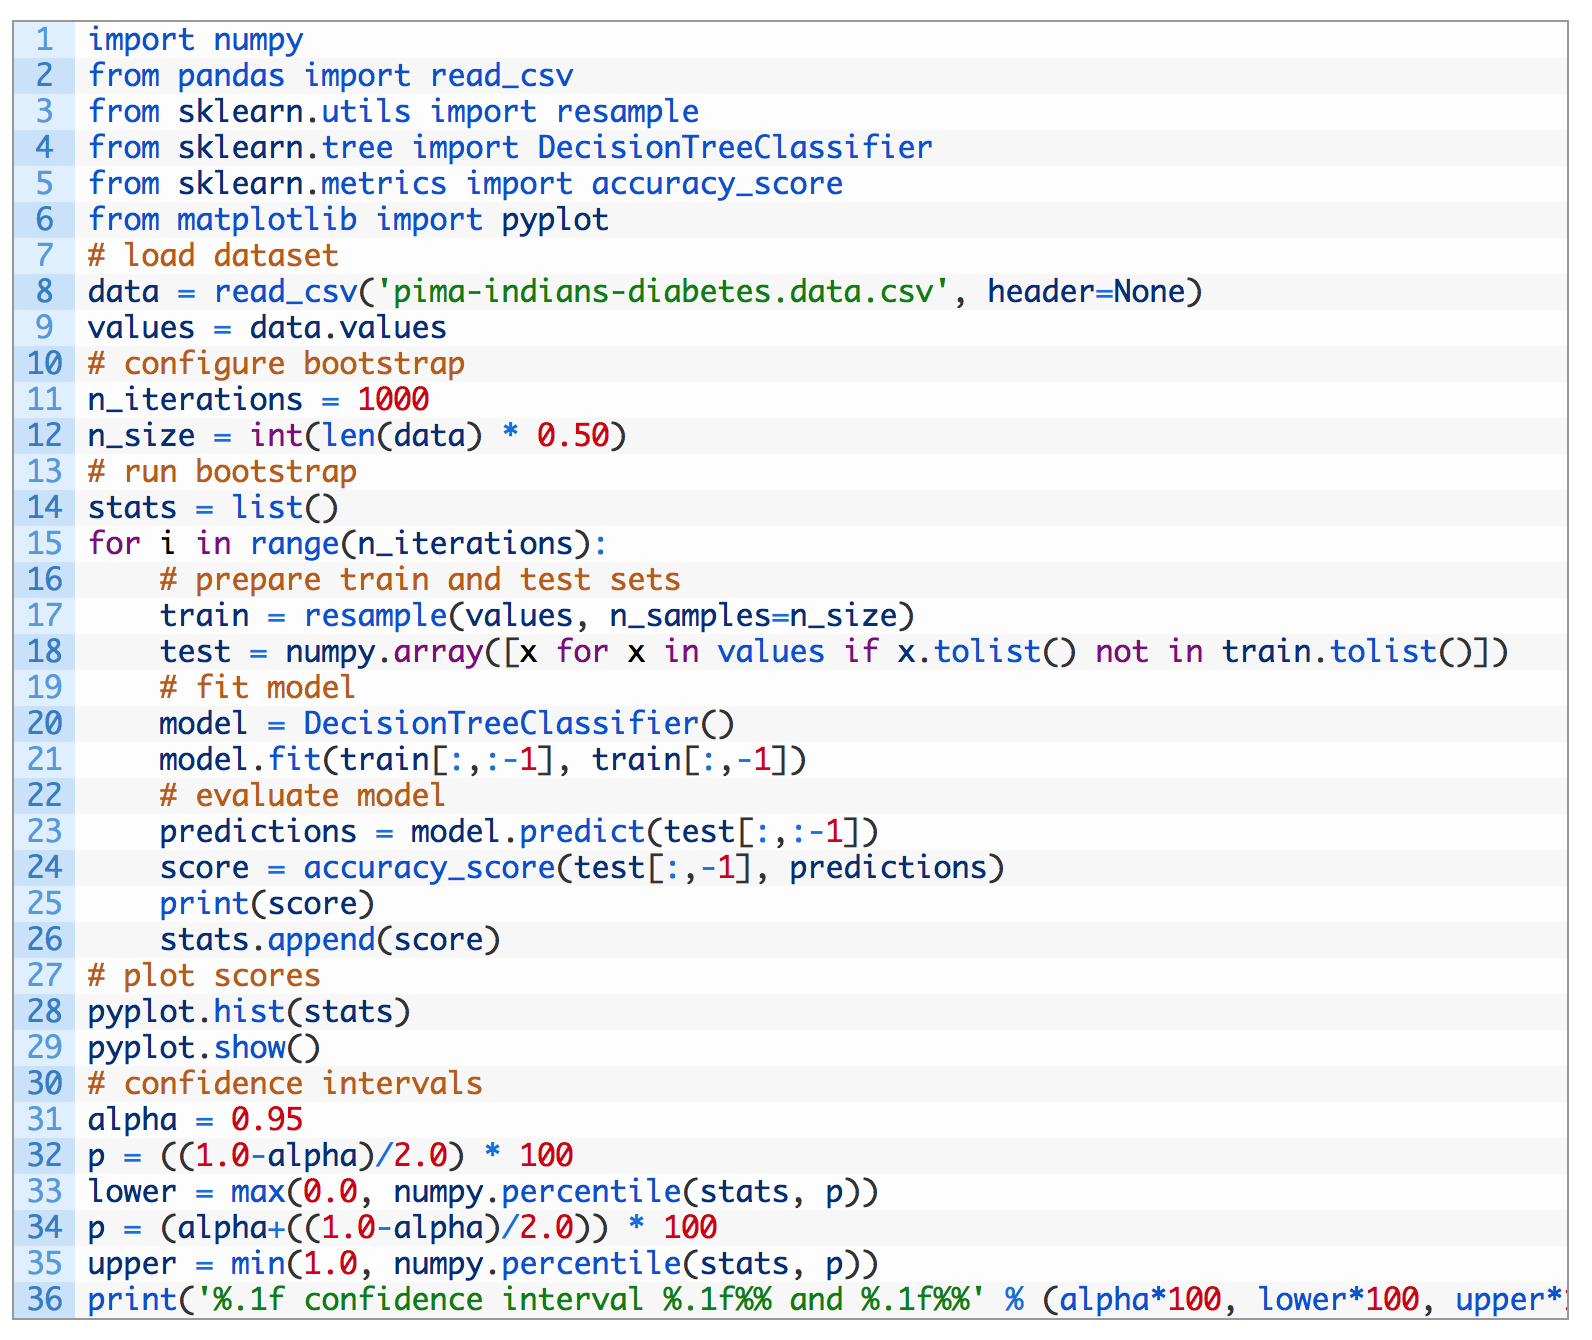 1 import numpy
2 from pandas import read_csv
3 from sklearn.utils import resample
4 from sklearn.tree import DecisionTreeClassifier
5 from sklearn.metrics import accuracy_score
6 from matplotlib import pyplot
7 # load dataset
8 data = read_csv('pima-indians-diabetes.data.csv', header=None)
9 values = data.values
10 # configure bootstrap
11 n_iterations = 1000
12 n_size = int(len(data) * 0.50)
13 # run bootstrap
14 stats = list()
15 for i in range(n_iterations):
16     # prepare train and test sets
17     train = resample(values, n_samples=n_size)
18     test = numpy.array([x for x in values if x.tolist() not in train.tolist()])
19     # fit model
20     model = DecisionTreeClassifier()
21     model.fit(train[:,:-1], train[:,-1])
22     # evaluate model
23     predictions = model.predict(test[:,:-1])
24     score = accuracy_score(test[:,-1], predictions)
25     print(score)
26     stats.append(score)
27 # plot scores
28 pyplot.hist(stats)
29 pyplot.show()
30 # confidence intervals
31 alpha = 0.95
32 p = ((1.0-alpha)/2.0) * 100
33 lower = max(0.0, numpy.percentile(stats, p))
34 p = (alpha+((1.0-alpha)/2.0)) * 100
35 upper = min(1.0, numpy.percentile(stats, p))
36 print('%.1f confidence interval %.1f%% and %.1f%%' % (alpha*100, lower*100, upper*